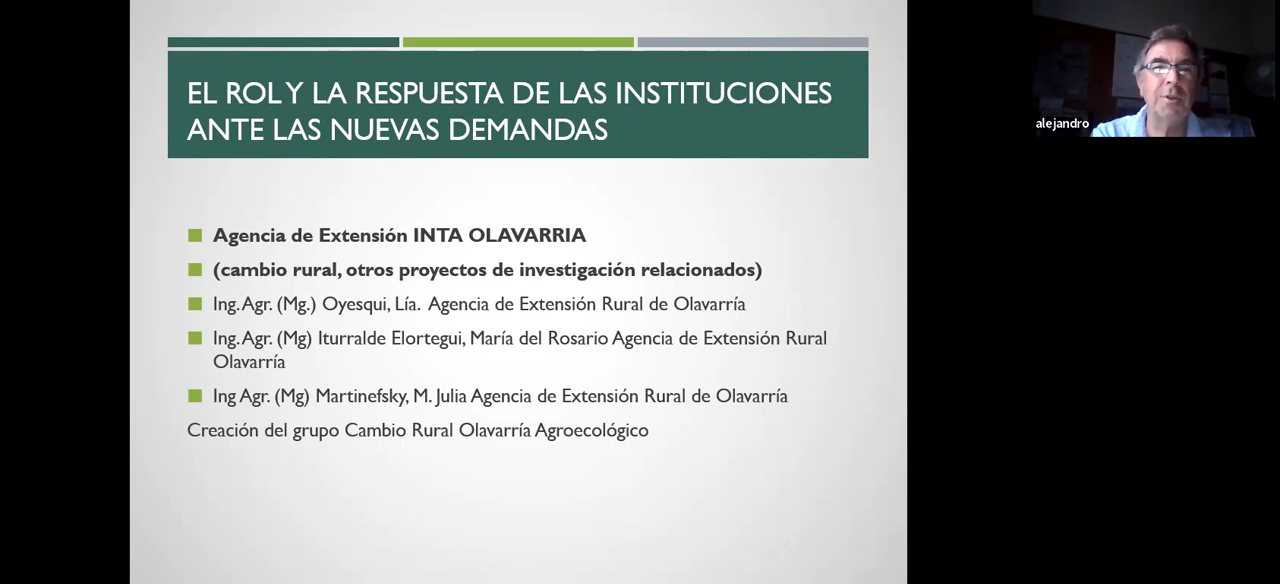 EL ROL Y LA RESPUESTA DE LAS INSTITUCIONES
ANTE LAS NUEVAS DEMANDAS
Agencia de Extensión INTA OLAVARRIA
(cambio rural, otros proyectos de investigación relacionados)
Ing. Agr. (Mg.) Oyesqui, Lía. Agencia de Extensión Rural de Olavarría
Ing. Agr. (Mg) Iturralde Elortegui, María del Rosario Agencia de Extensión Rural
Olavarría
Ing Agr. (Mg) Martinefsky, M. Julia Agencia de Extensión Rural de Olavarría
Creación del grupo Cambio Rural Olavarría Agroecológico
alejandro